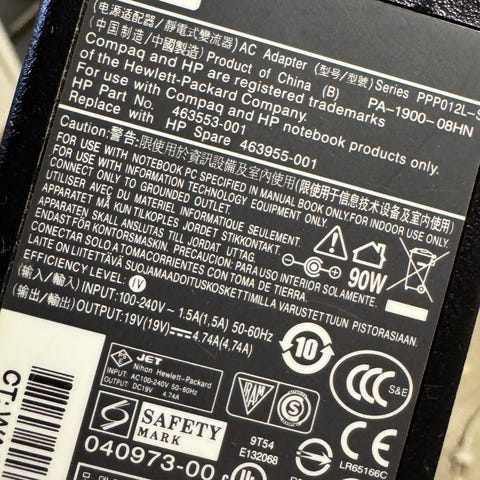 电源适配器/靜電式變流器) AC Adapter (型号/型號) Series PPP012L-S
(中国制造/中國製造) Product of China (B) PA-1900-08HN
Compaq and HP are registered trademarks
of the Hewlett-Packard Company.
For use with Compaq and HP notebook products only.
HP Part No. 463553-001
Replace with HP Spare 463955-001
Caution:警告:限使用於資訊設備及室內使用(限使用于信息技术设备及室内使用)
USE WITH NOTEBOOK PC SPECIFIED IN MANUAL BOOK ONLY.FOR INDOOR USE ONLY.
FOR USE WITH INFORMATION TECHNOLOGY EQUIPMENT ONLY
CONNECT ONLY TO GROUNDED OUTLET.
UTILISER AVEC DU MATERIEL INFORMATIQUE SEULEMENT.
APPARATET MÅ KUN TILKOPLES JORDET STIKKONTAKT.
APPARATEN SKALL ANSLUTAS TILL JORDAT UTTAG.
ENDAST FÖR KONTORSMASKIN. PRECAUCION: PARA USO INTERIORE SOLAMENTE.
CONECTAR SOLO A TOMACORRIENTES CON TOMA DE TIERRA.
LAITE ON LIITETTÄVÄ SUOJAMAADOITUSKOSKETTIMILLA VARUSTETTUUN PISTORASIAAN.
90W
EFFICIENCY LEVEL: IV
(输入/輸入) INPUT:100-240V~ 1.5A(1,5A) 50-60Hz
(输出/輸出) OUTPUT:19V(19V)⎓4.74A(4,74A)
JET
Nihon Hewlett-Packard
INPUT: AC100-240V 50-60Hz
OUTPUT: DC19V 4.74A
10
CCC
S&E
S
SAFETY
MARK
040973-00
9T54
E132068
CE
LR65166C
CT-W